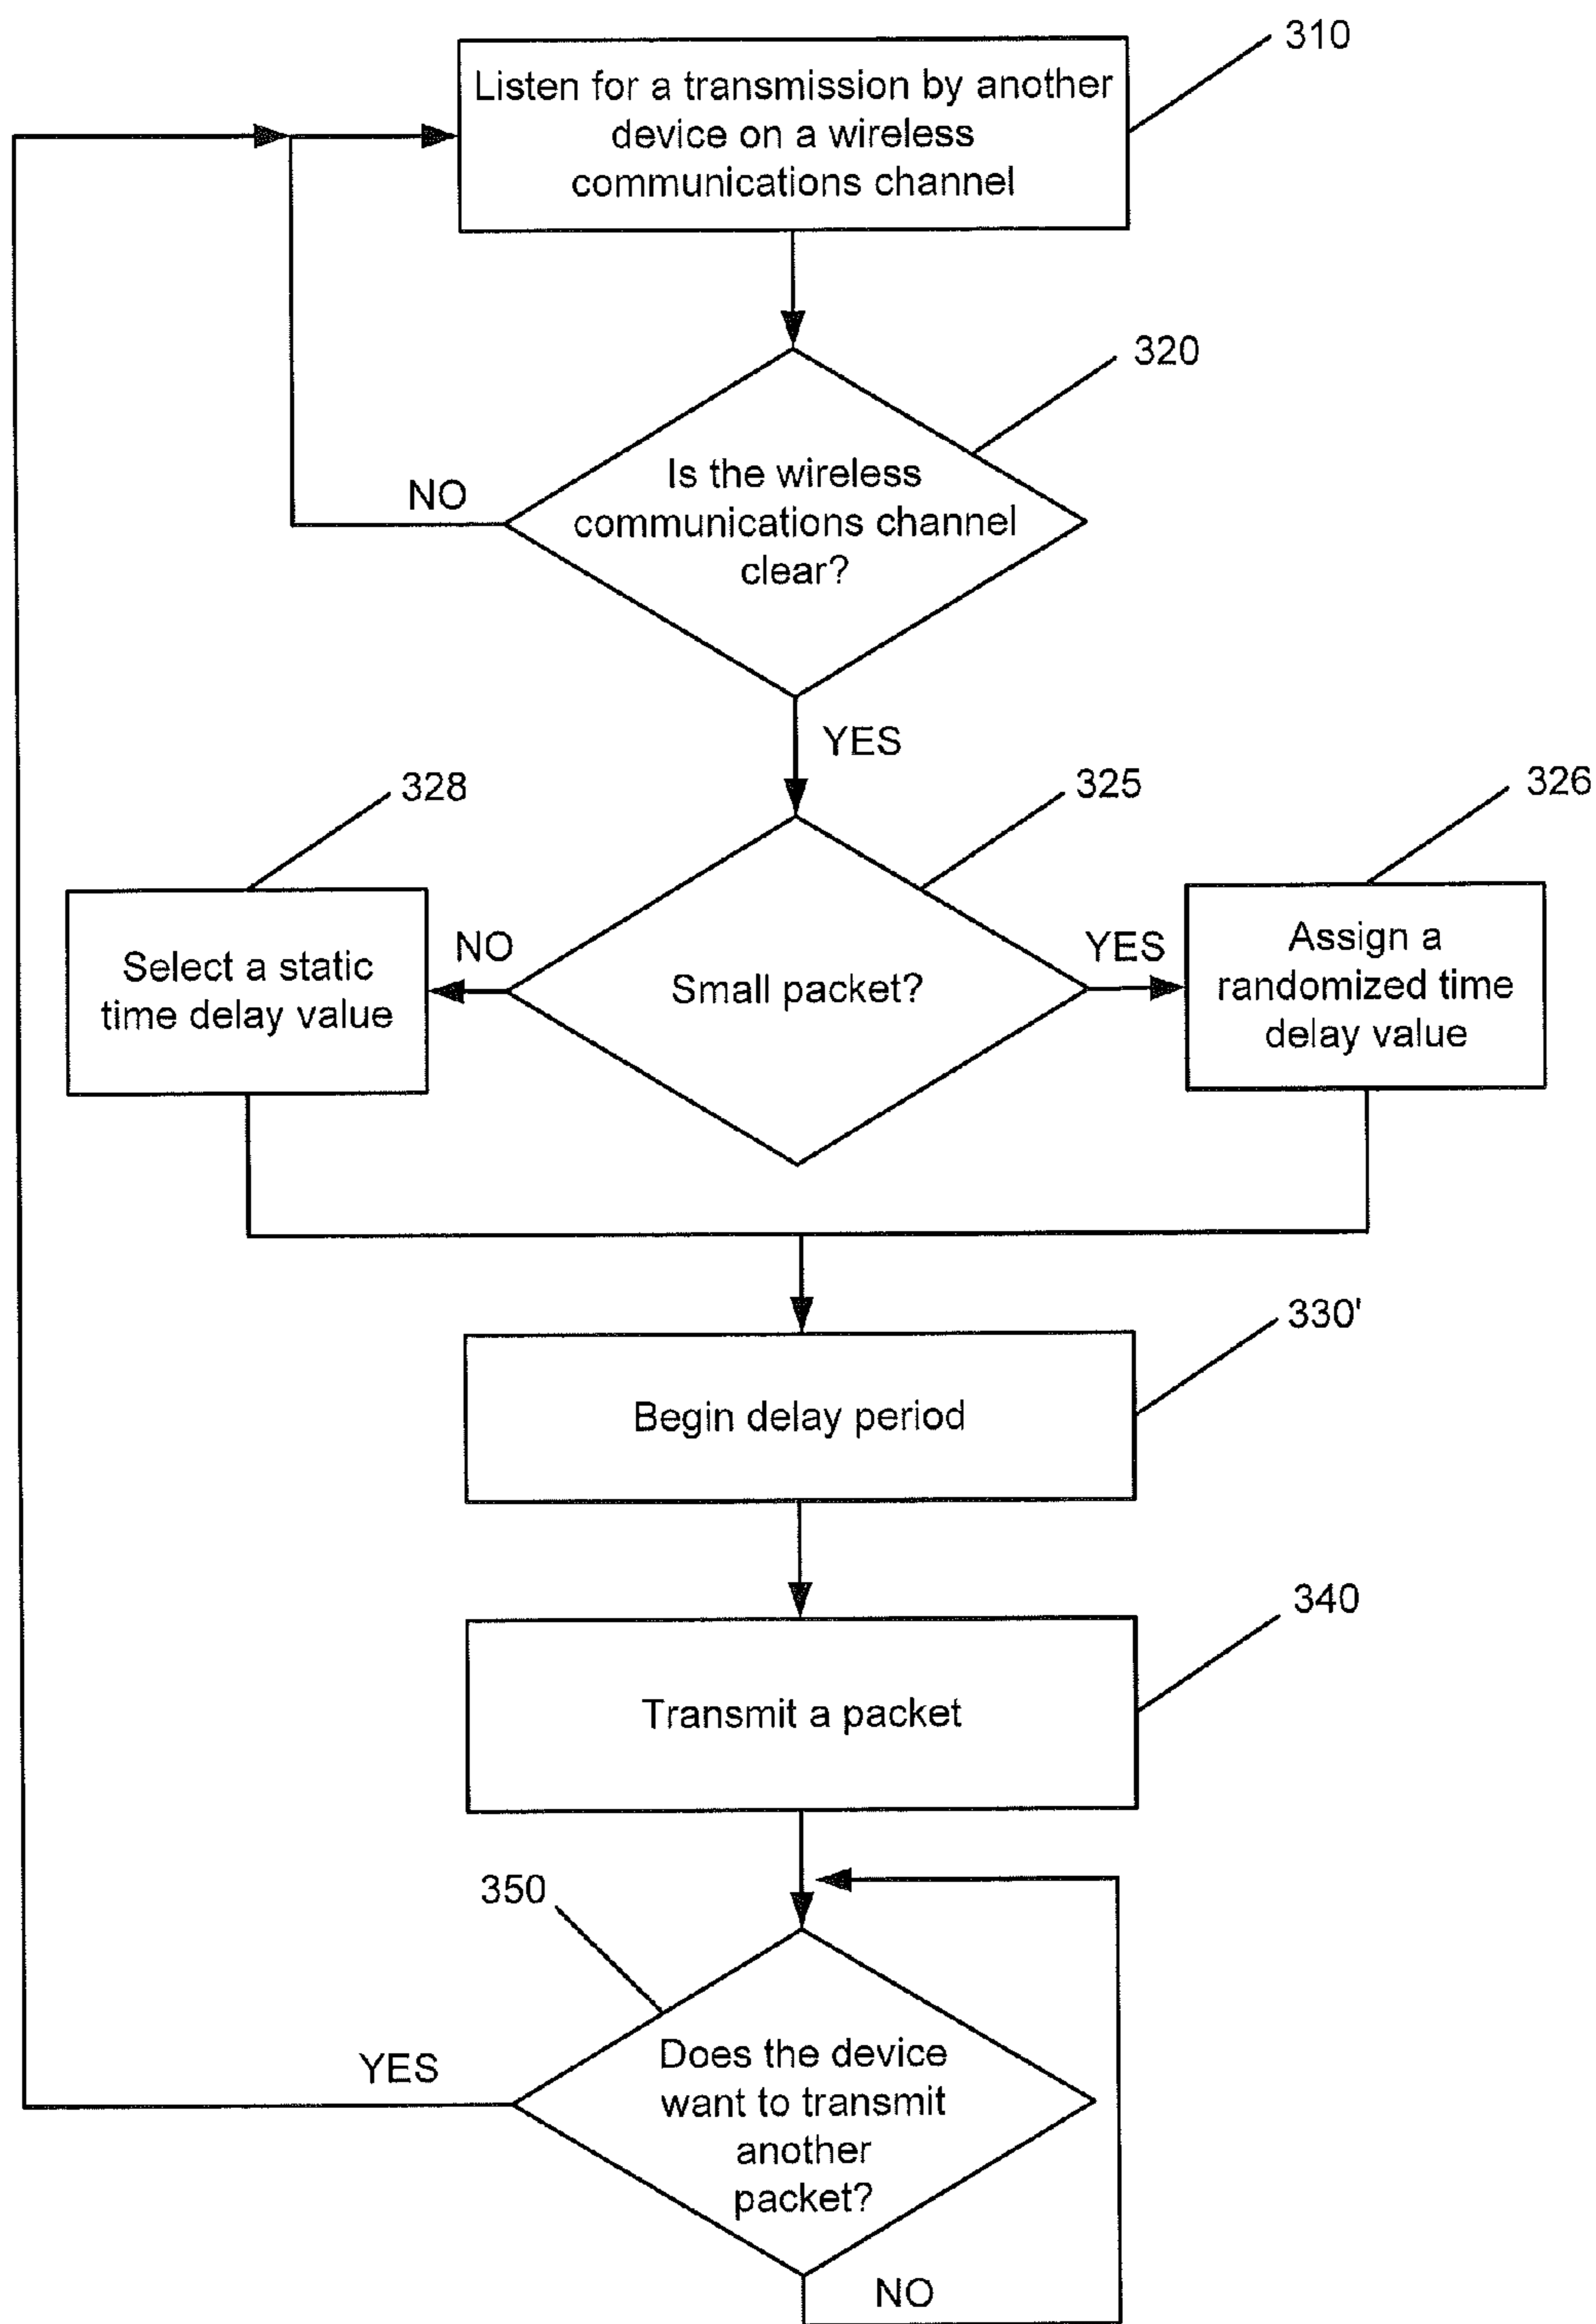 310
Listen for a transmission by another
device on a wireless
communications channel
320
Is the wireless
communications channel
clear?
NO
YES
328
325
326
Select a static
time delay value
NO
Small packet?
YES
Assign a
randomized time
delay value
330'
Begin delay period
340
Transmit a packet
350
Does the device
want to transmit
another
packet?
YES
NO